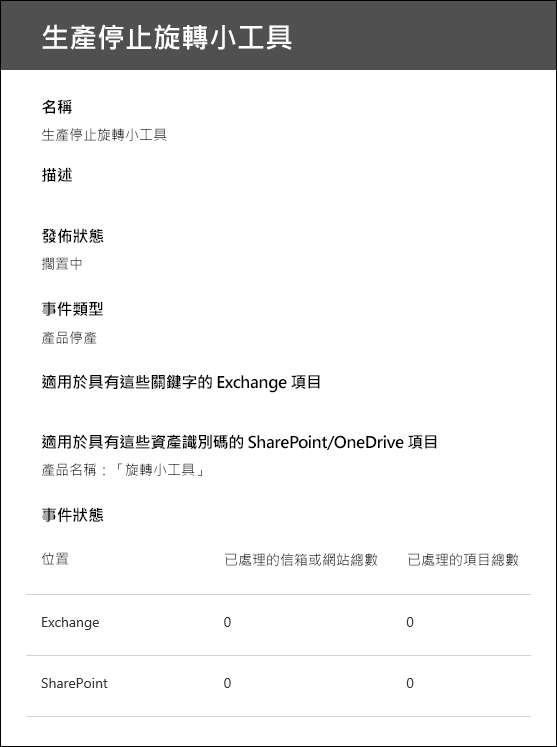 生產停止旋轉小工具
名稱
生產停止旋轉小工具
描述
發佈狀態
擱置中
事件類型
產品停產
適用於具有這些關鍵字的 Exchange 項目
適用於具有這些資產識別碼的 SharePoint/OneDrive 項目
產品名稱：「旋轉小工具」
事件狀態
位置 已處理的信箱或網站總數 已處理的項目總數
Exchange 0 0
SharePoint 0 0